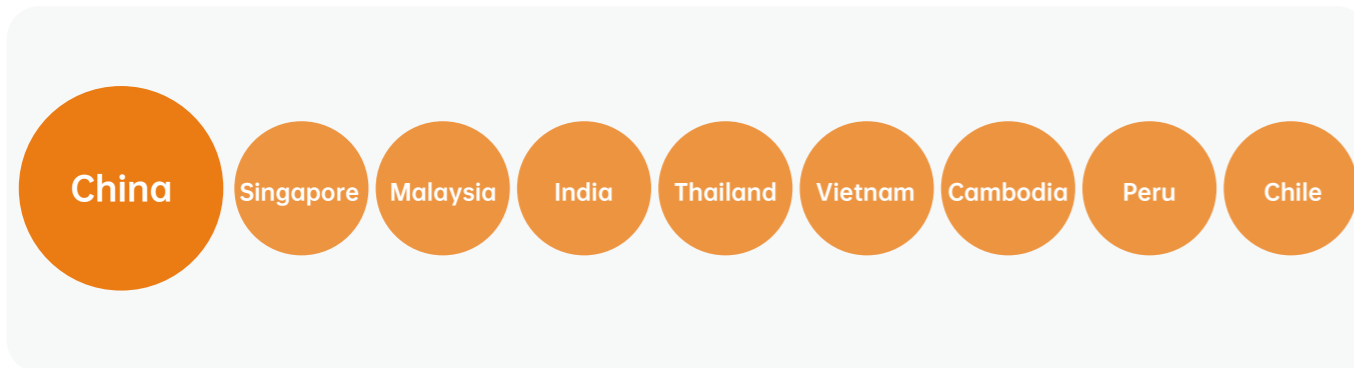 China
Singapore
Malaysia
India
Thailand
Vietnam
Cambodia
Peru
Chile